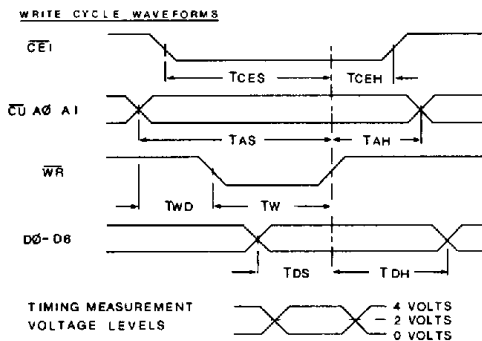 WRITE CYCLE WAVEFORMS
CE1
TCES TCEH
CU AØ A1
TAS TAH
WR
TWD TW
DØ-D6
TDS TDH
TIMING MEASUREMENT
VOLTAGE LEVELS
4 VOLTS
2 VOLTS
0 VOLTS